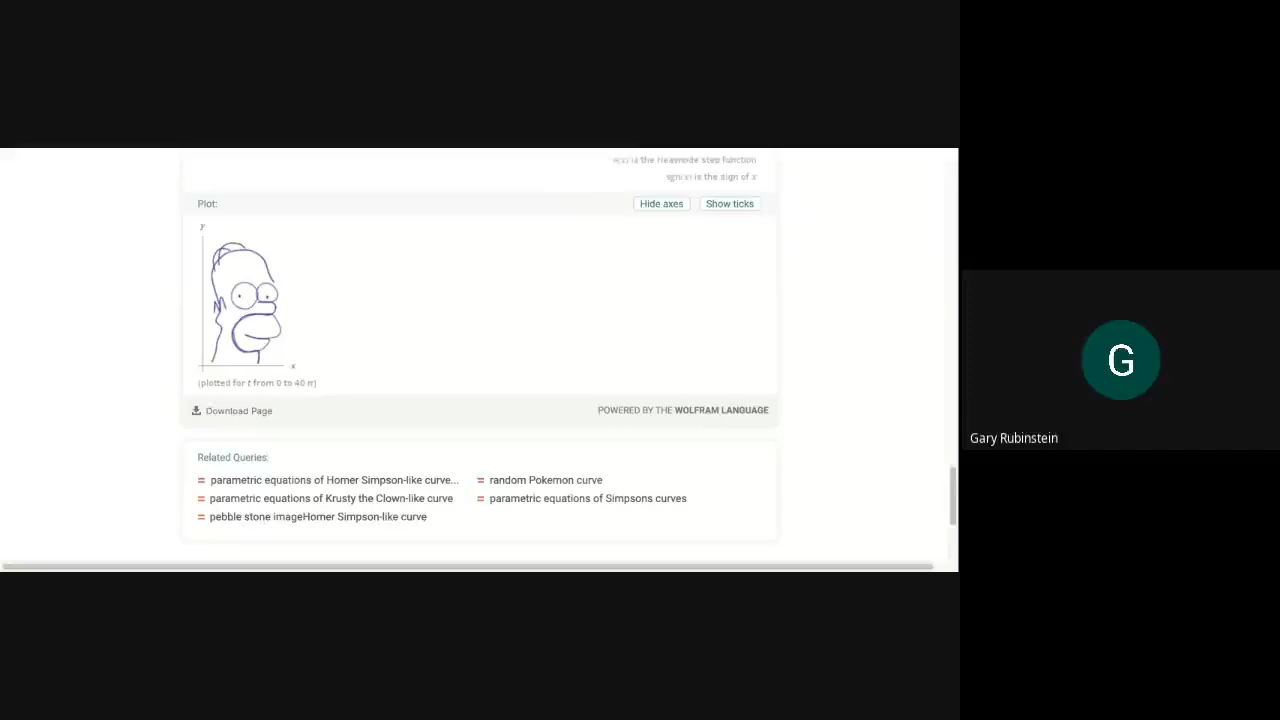 is the Heaviside step function
sgn(x) is the sign of x
Plot:
Hide axes
Show ticks
y
x
(plotted for t from 0 to 40 π)
Download Page
POWERED BY THE WOLFRAM LANGUAGE
Related Queries:
= parametric equations of Homer Simpson-like curve...
= random Pokemon curve
= parametric equations of Krusty the Clown-like curve
= parametric equations of Simpsons curves
= pebble stone imageHomer Simpson-like curve
G
Gary Rubinstein